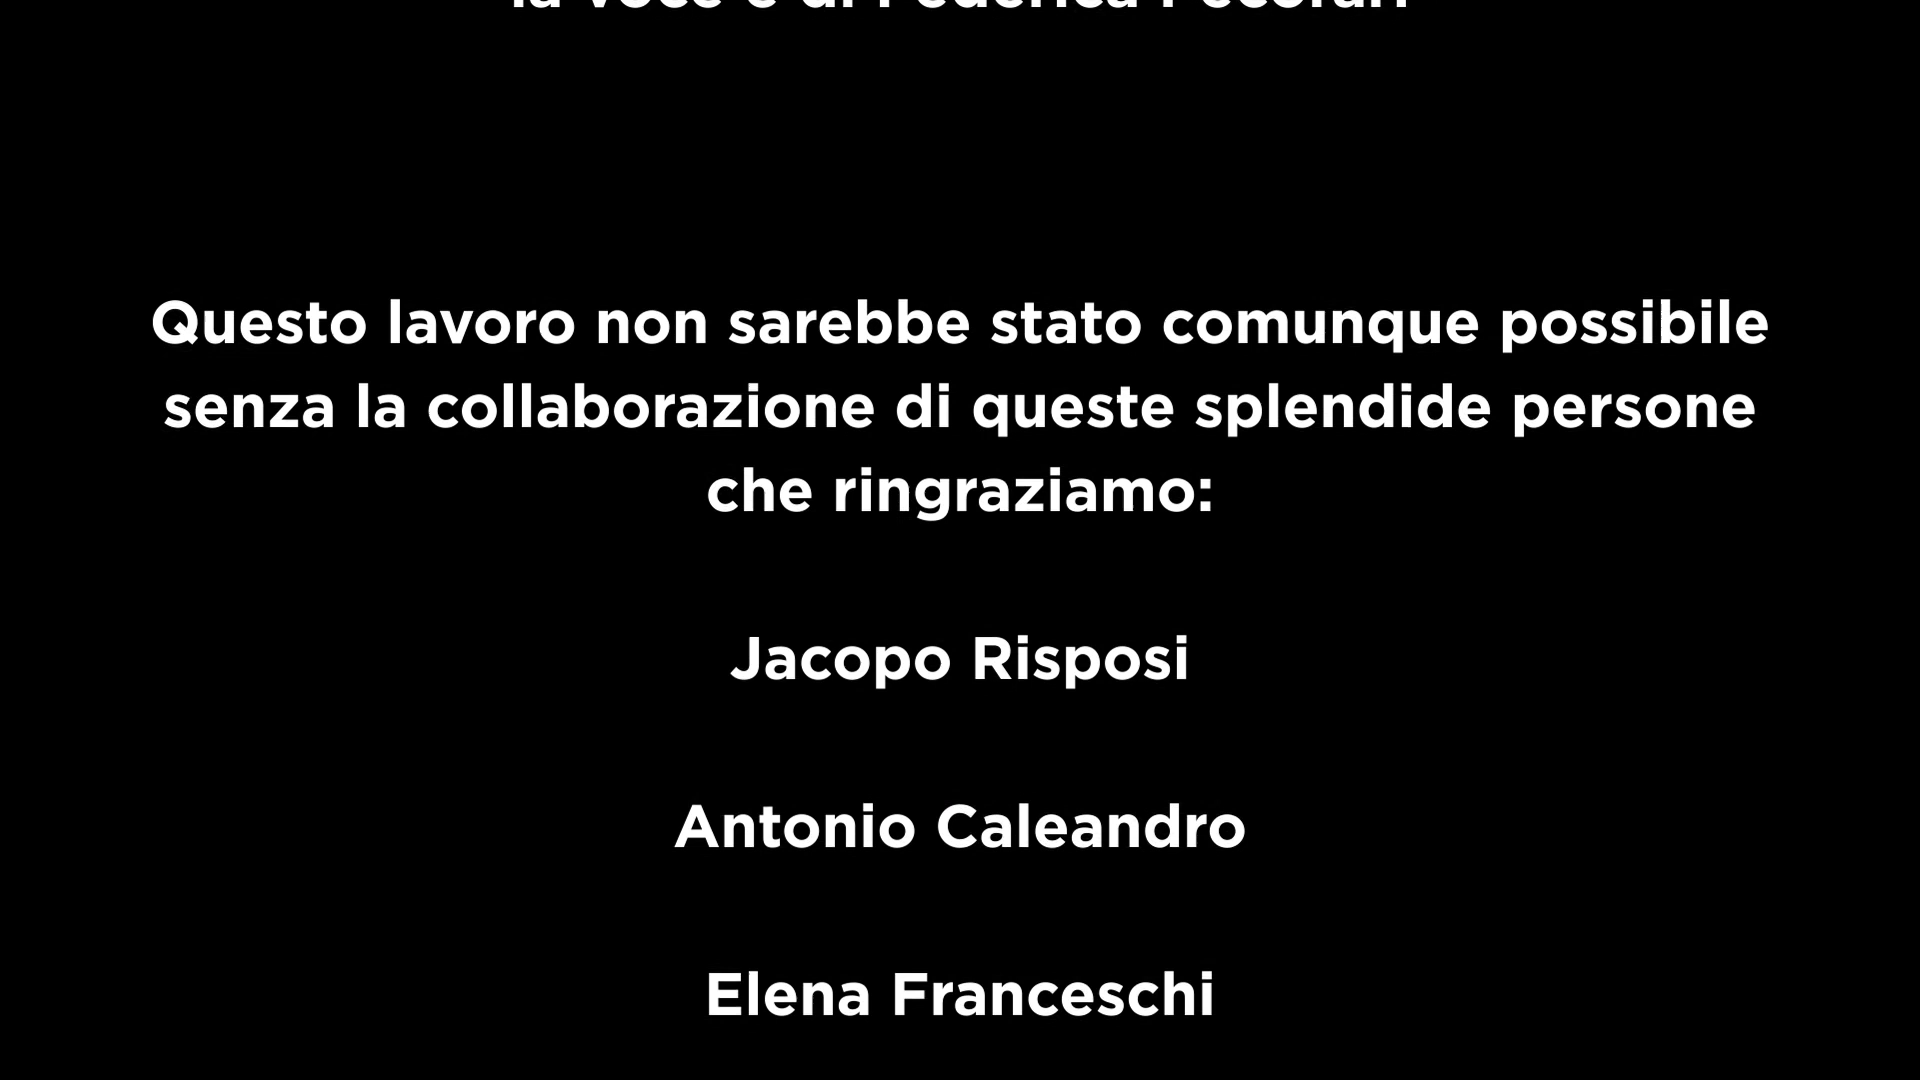 la voce è di Federica Pecorari
Questo lavoro non sarebbe stato comunque possibile
senza la collaborazione di queste splendide persone
che ringraziamo:
Jacopo Risposi
Antonio Caleandro
Elena Franceschi